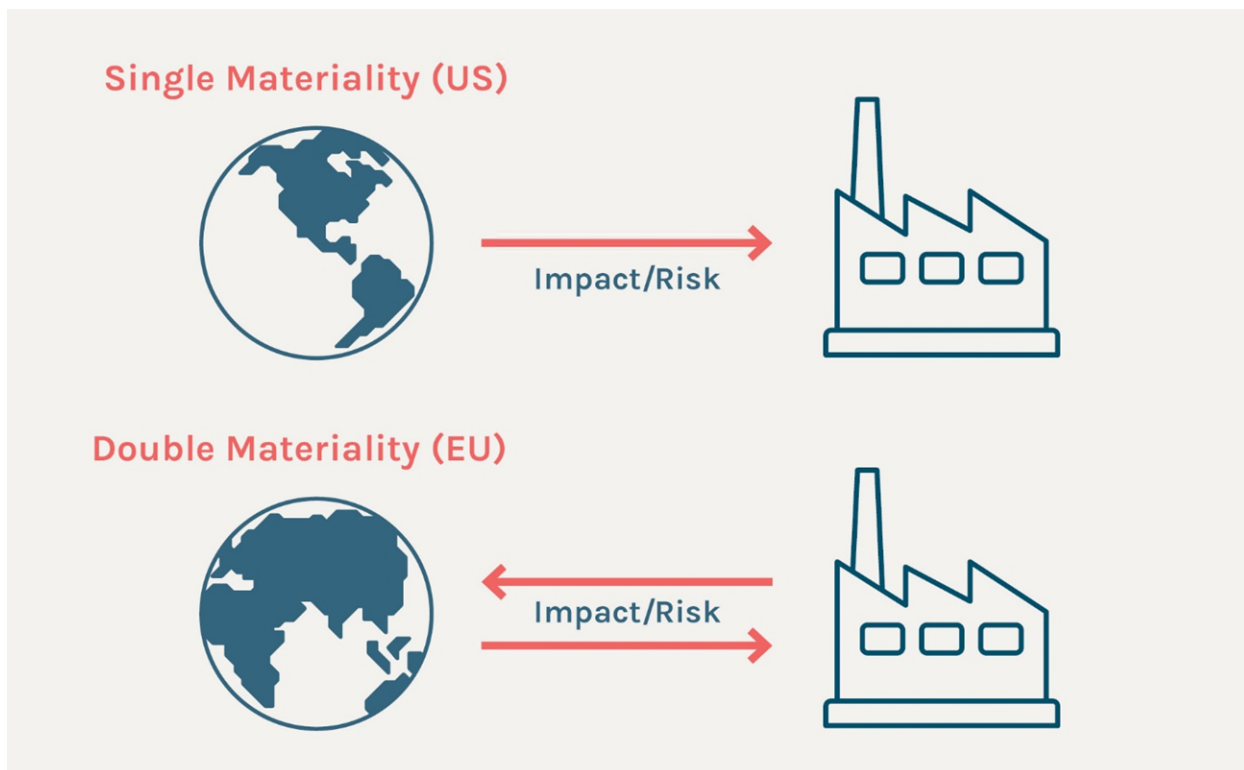 Single Materiality (US)
Impact/Risk
Double Materiality (EU)
Impact/Risk